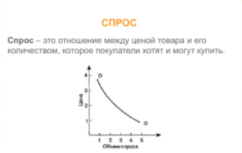 СПРОС
Спрос – это отношение между ценой товара и его
количеством, которое покупатели хотят и могут купить.
Цена
4
3
2
1
D
D
1 2 3 4 5
Объем спроса